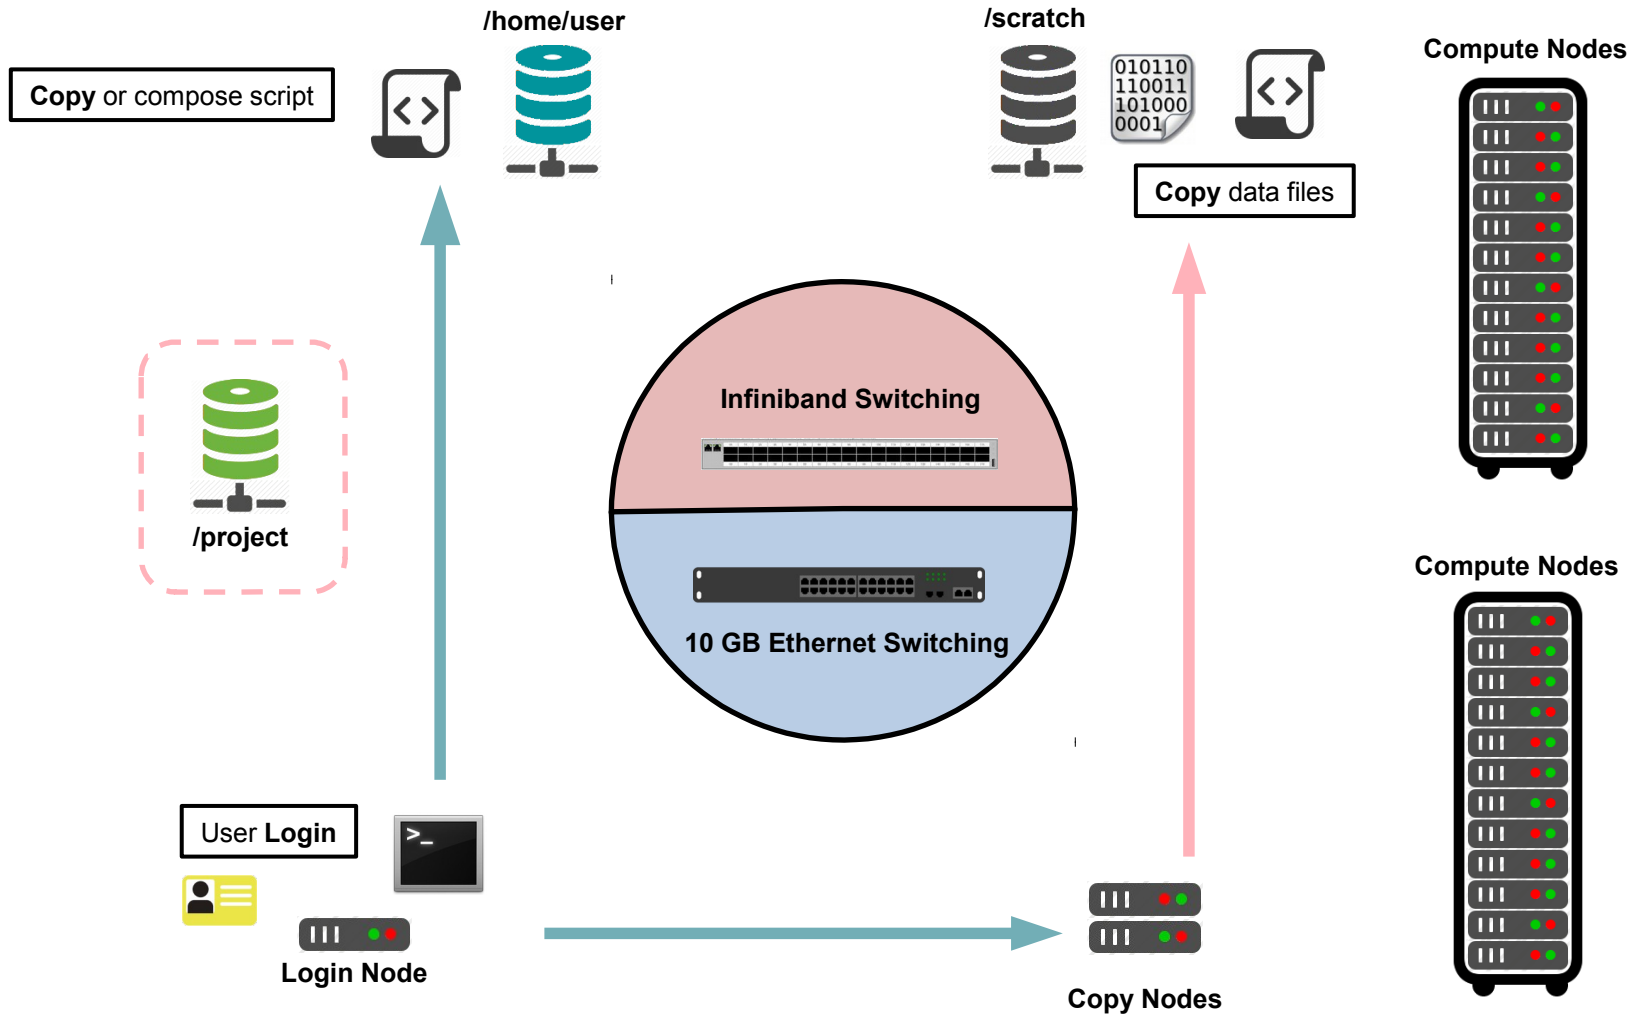 /home/user
/scratch
Compute Nodes
Copy or compose script
010110
110011
101000
0001
Copy data files
Infiniband Switching
/project
10 GB Ethernet Switching
Compute Nodes
User Login
>_
Login Node
Copy Nodes